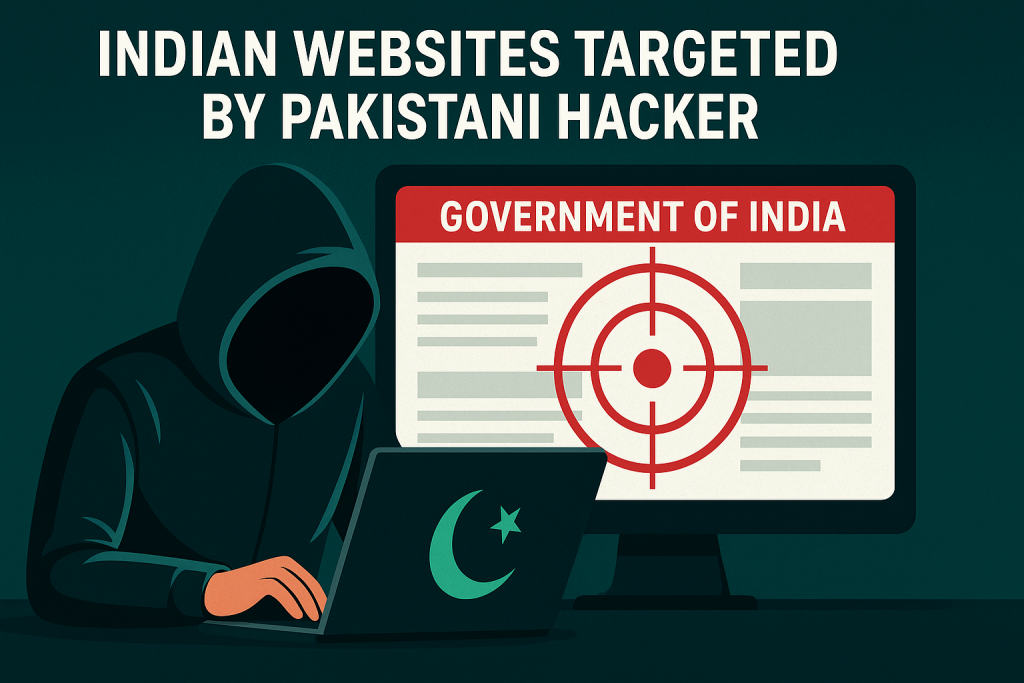 INDIAN WEBSITES TARGETED
BY PAKISTANI HACKER
GOVERNMENT OF INDIA